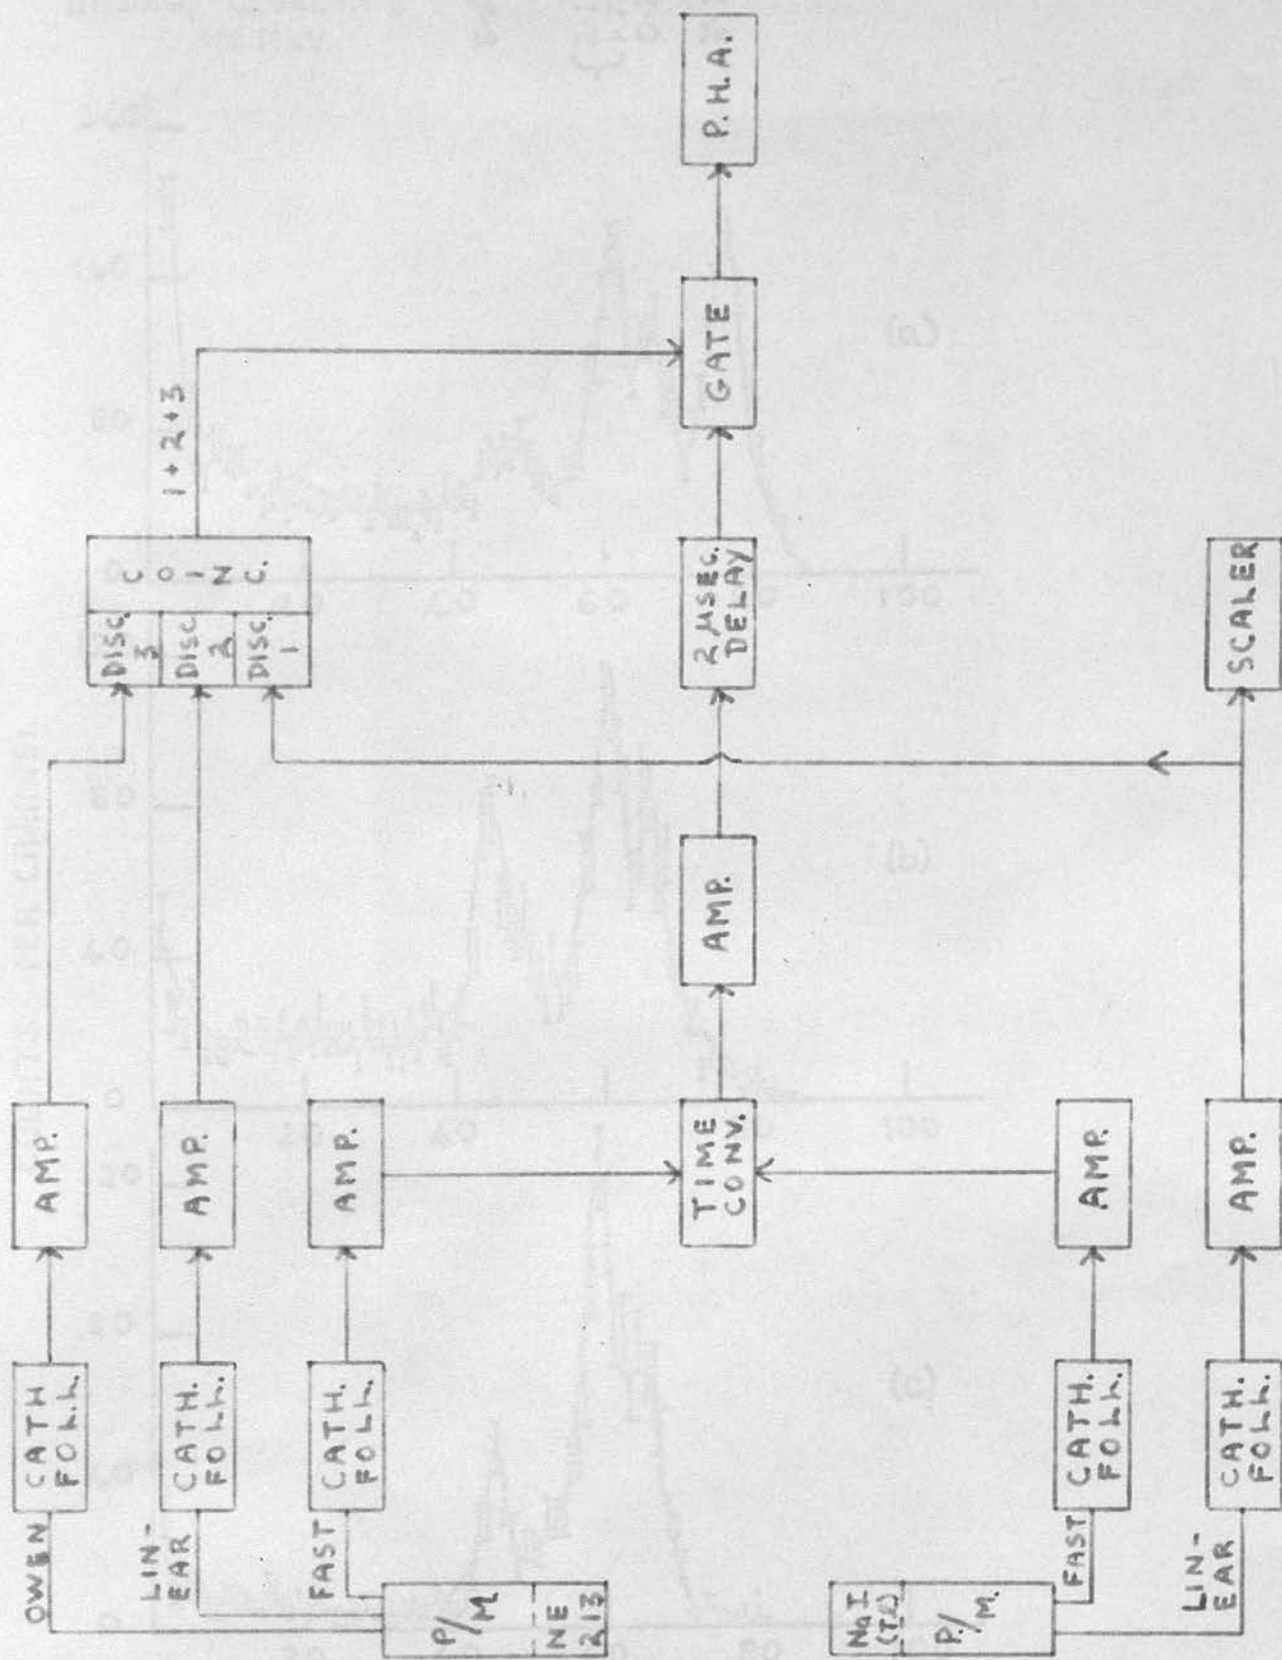 OWEN
CATH
FOLL.
AMP.
LIN-
EAR
CATH.
FOLL.
AMP.
FAST
CATH.
FOLL.
AMP.
P/M.
NE
213
DISC.
3
DISC.
2
DISC.
1
COINC.
1+2+3
TIME
CONV.
AMP.
2 µSEC.
DELAY
GATE
P.H.A.
NaI
(Tl)
P/M.
FAST
CATH.
FOLL.
AMP.
LIN-
EAR
CATH.
FOLL.
AMP.
SCALER